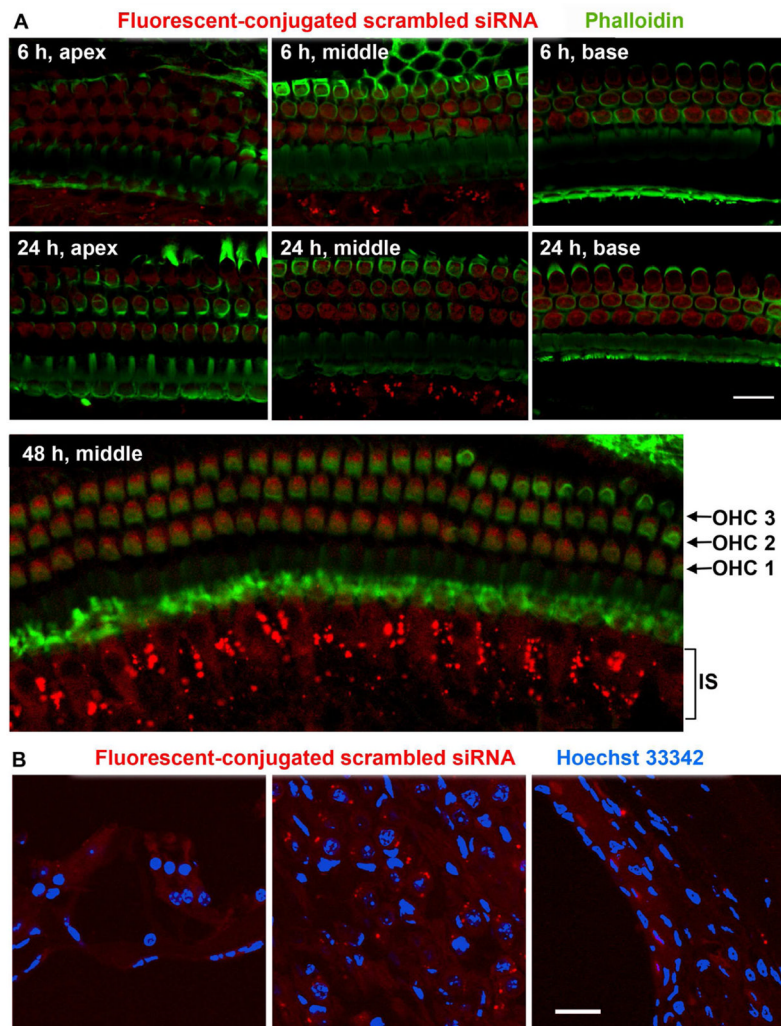 A
Fluorescent-conjugated scrambled siRNA Phalloidin
6 h, apex
6 h, middle
6 h, base
24 h, apex
24 h, middle
24 h, base
48 h, middle
OHC 3
OHC 2
OHC 1
IS
B
Fluorescent-conjugated scrambled siRNA Hoechst 33342